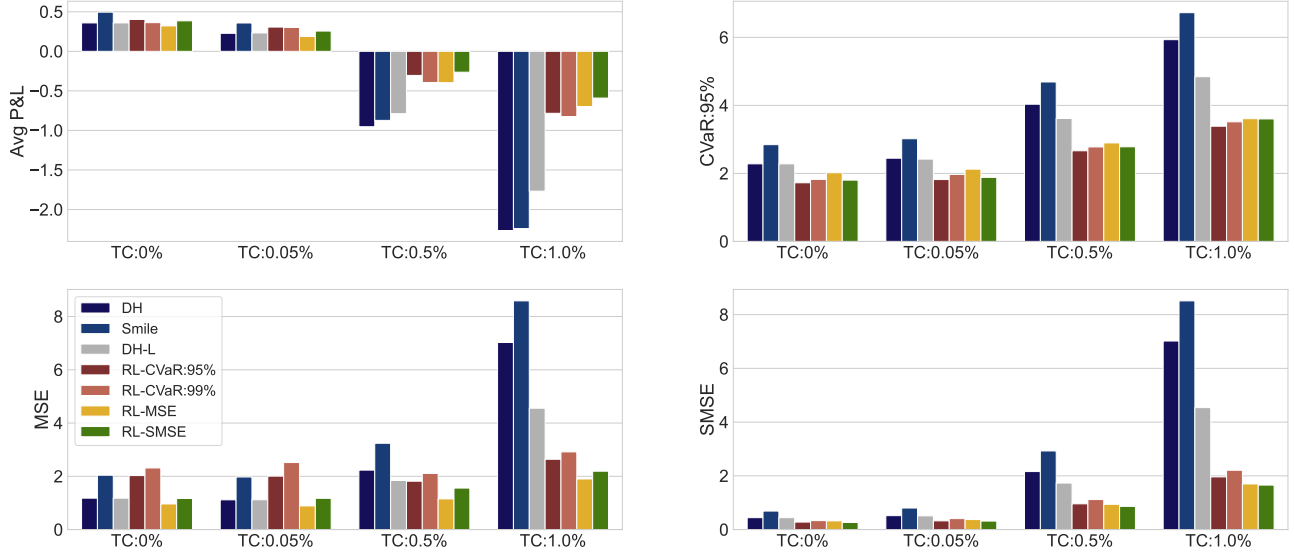 Avg P&L
0.5
0.0
−0.5
−1.0
−1.5
−2.0
TC:0% TC:0.05% TC:0.5% TC:1.0%
CVaR:95%
6
4
2
0
TC:0% TC:0.05% TC:0.5% TC:1.0%
MSE
8
6
4
2
0
DH
Smile
DH-L
RL-CVaR:95%
RL-CVaR:99%
RL-MSE
RL-SMSE
TC:0% TC:0.05% TC:0.5% TC:1.0%
SMSE
8
6
4
2
0
TC:0% TC:0.05% TC:0.5% TC:1.0%